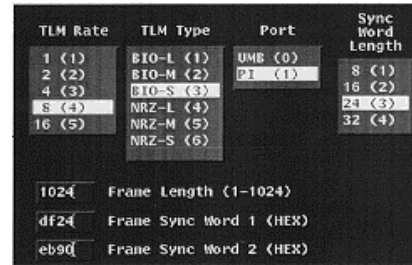 TLM Rate TLM Type Port Sync Word Length
1 (1) BIO-L (1) UMB (0) 8 (1)
2 (2) BIO-M (2) PI (1) 16 (2)
4 (3) BIO-S (3) 24 (3)
8 (4) NRZ-L (4) 32 (4)
16 (5) NRZ-M (5)
NRZ-S (6)
1024 Frame Length (1-1024)
df24 Frame Sync Word 1 (HEX)
eb90 Frame Sync Word 2 (HEX)